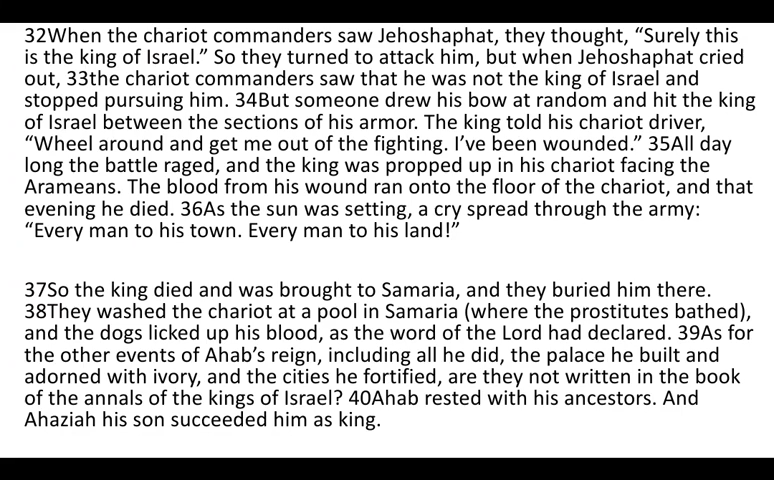 32When the chariot commanders saw Jehoshaphat, they thought, “Surely this
is the king of Israel.” So they turned to attack him, but when Jehoshaphat cried
out, 33the chariot commanders saw that he was not the king of Israel and
stopped pursuing him. 34But someone drew his bow at random and hit the king
of Israel between the sections of his armor. The king told his chariot driver,
“Wheel around and get me out of the fighting. I’ve been wounded.” 35All day
long the battle raged, and the king was propped up in his chariot facing the
Arameans. The blood from his wound ran onto the floor of the chariot, and that
evening he died. 36As the sun was setting, a cry spread through the army:
“Every man to his town. Every man to his land!”
37So the king died and was brought to Samaria, and they buried him there.
38They washed the chariot at a pool in Samaria (where the prostitutes bathed),
and the dogs licked up his blood, as the word of the Lord had declared. 39As for
the other events of Ahab’s reign, including all he did, the palace he built and
adorned with ivory, and the cities he fortified, are they not written in the book
of the annals of the kings of Israel? 40Ahab rested with his ancestors. And
Ahaziah his son succeeded him as king.